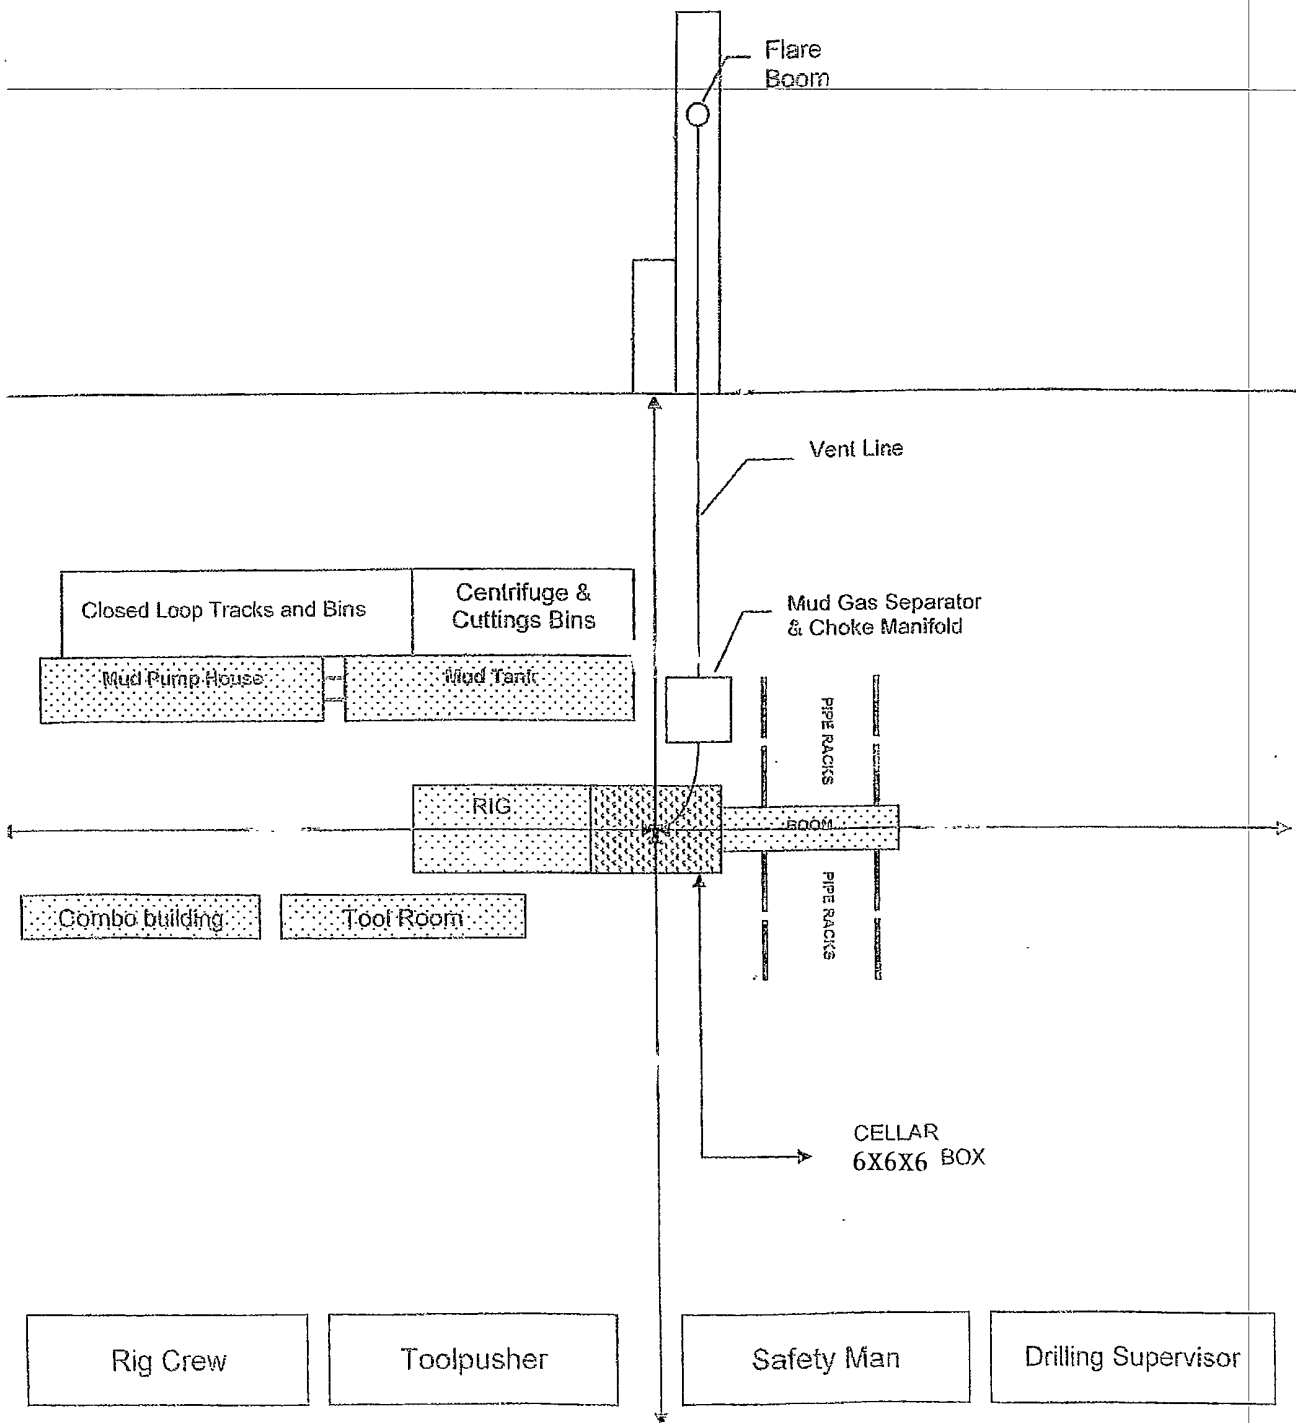 Flare
Boom
Vent Line
Closed Loop Tracks and Bins
Centrifuge &
Cuttings Bins
Mud Gas Separator
& Choke Manifold
Mud Pump House
Mud Tank
PIPE RACKS
RIG
BOOM
Combo building
Tool Room
PIPE RACKS
CELLAR
6X6X6 BOX
Rig Crew
Toolpusher
Safety Man
Drilling Supervisor